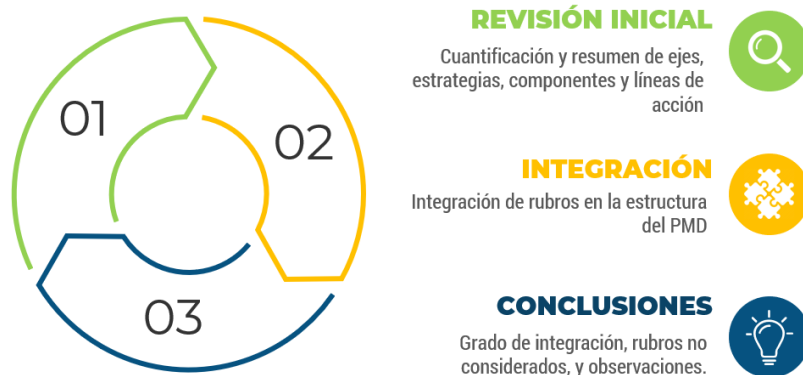 01
02
03
REVISIÓN INICIAL
Cuantificación y resumen de ejes,
estrategias, componentes y líneas de
acción
INTEGRACIÓN
Integración de rubros en la estructura
del PMD
CONCLUSIONES
Grado de integración, rubros no
considerados, y observaciones.